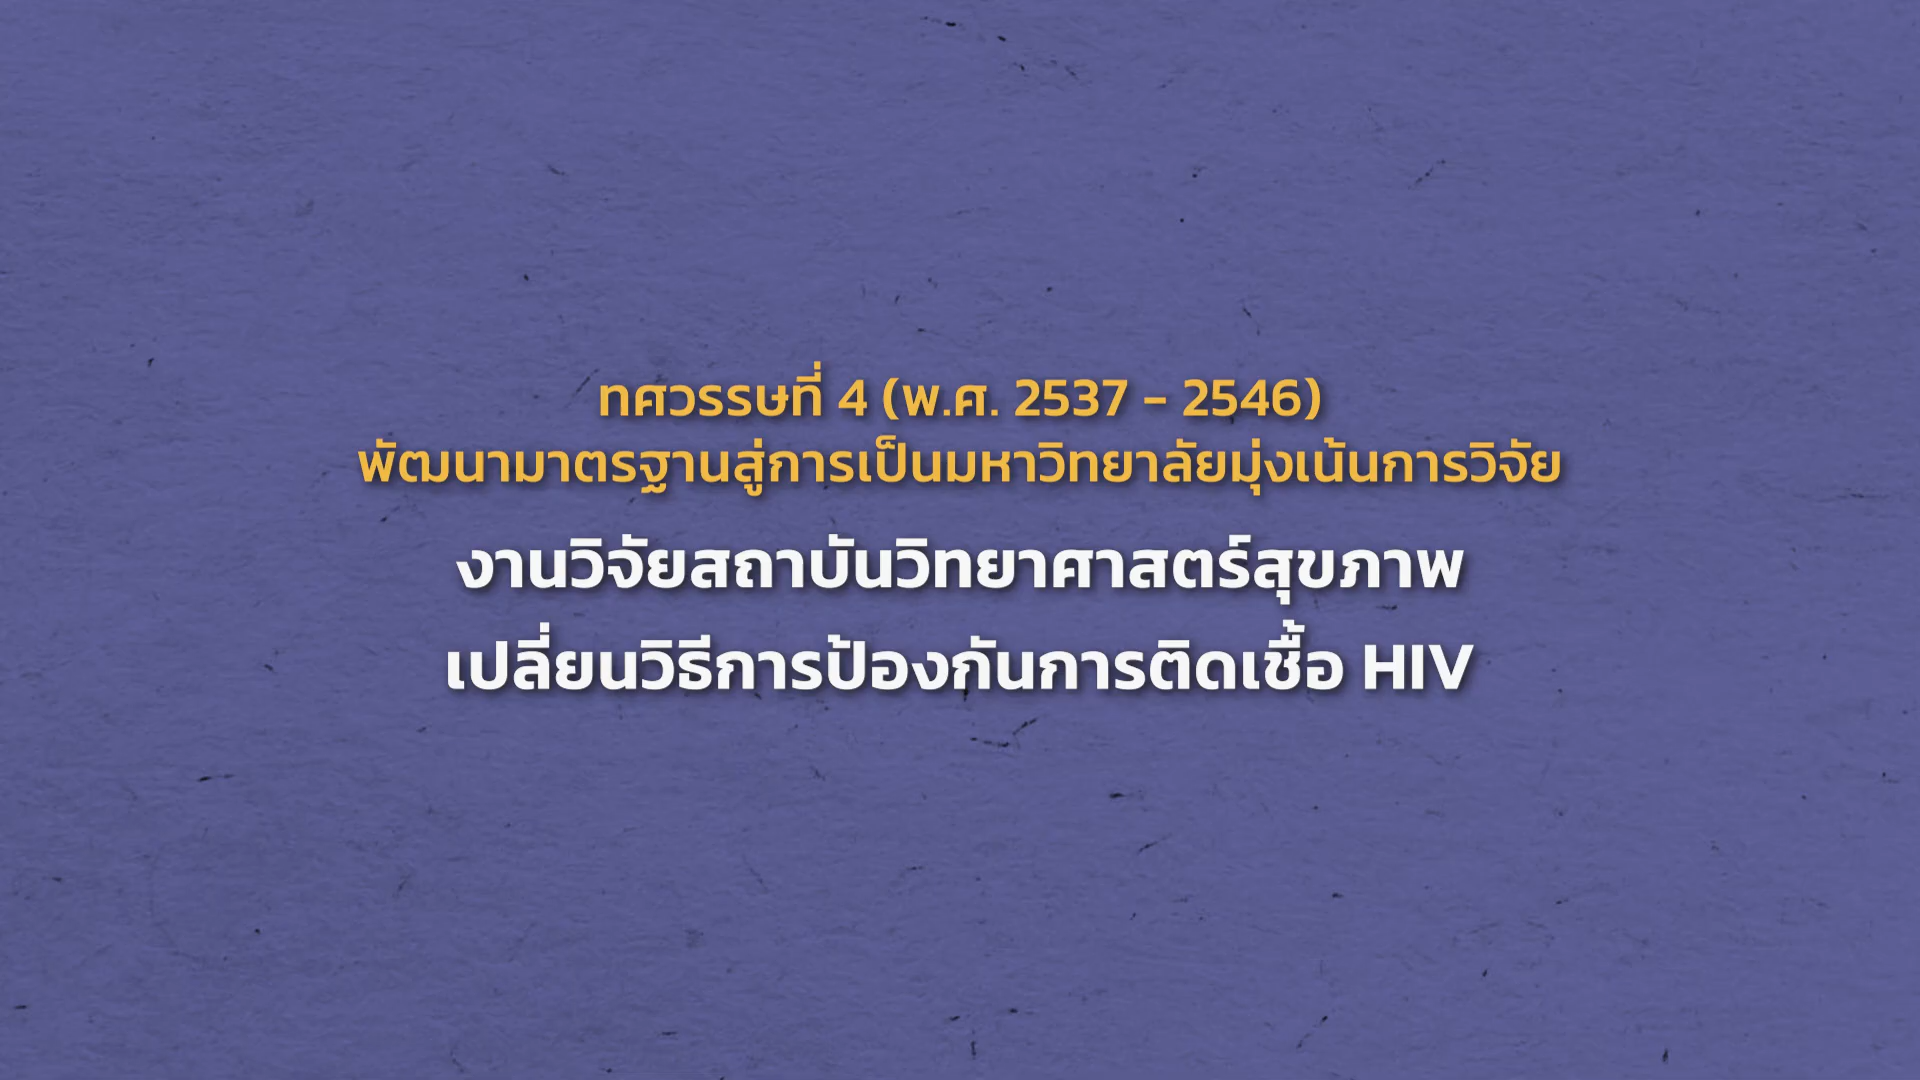 ทศวรรษที่ 4 (พ.ศ. 2537 - 2546)
พัฒนามาตรฐานสู่การเป็นมหาวิทยาลัยมุ่งเน้นการวิจัย
งานวิจัยสถาบันวิทยาศาสตร์สุขภาพ
เปลี่ยนวิธีการป้องกันการติดเชื้อ HIV